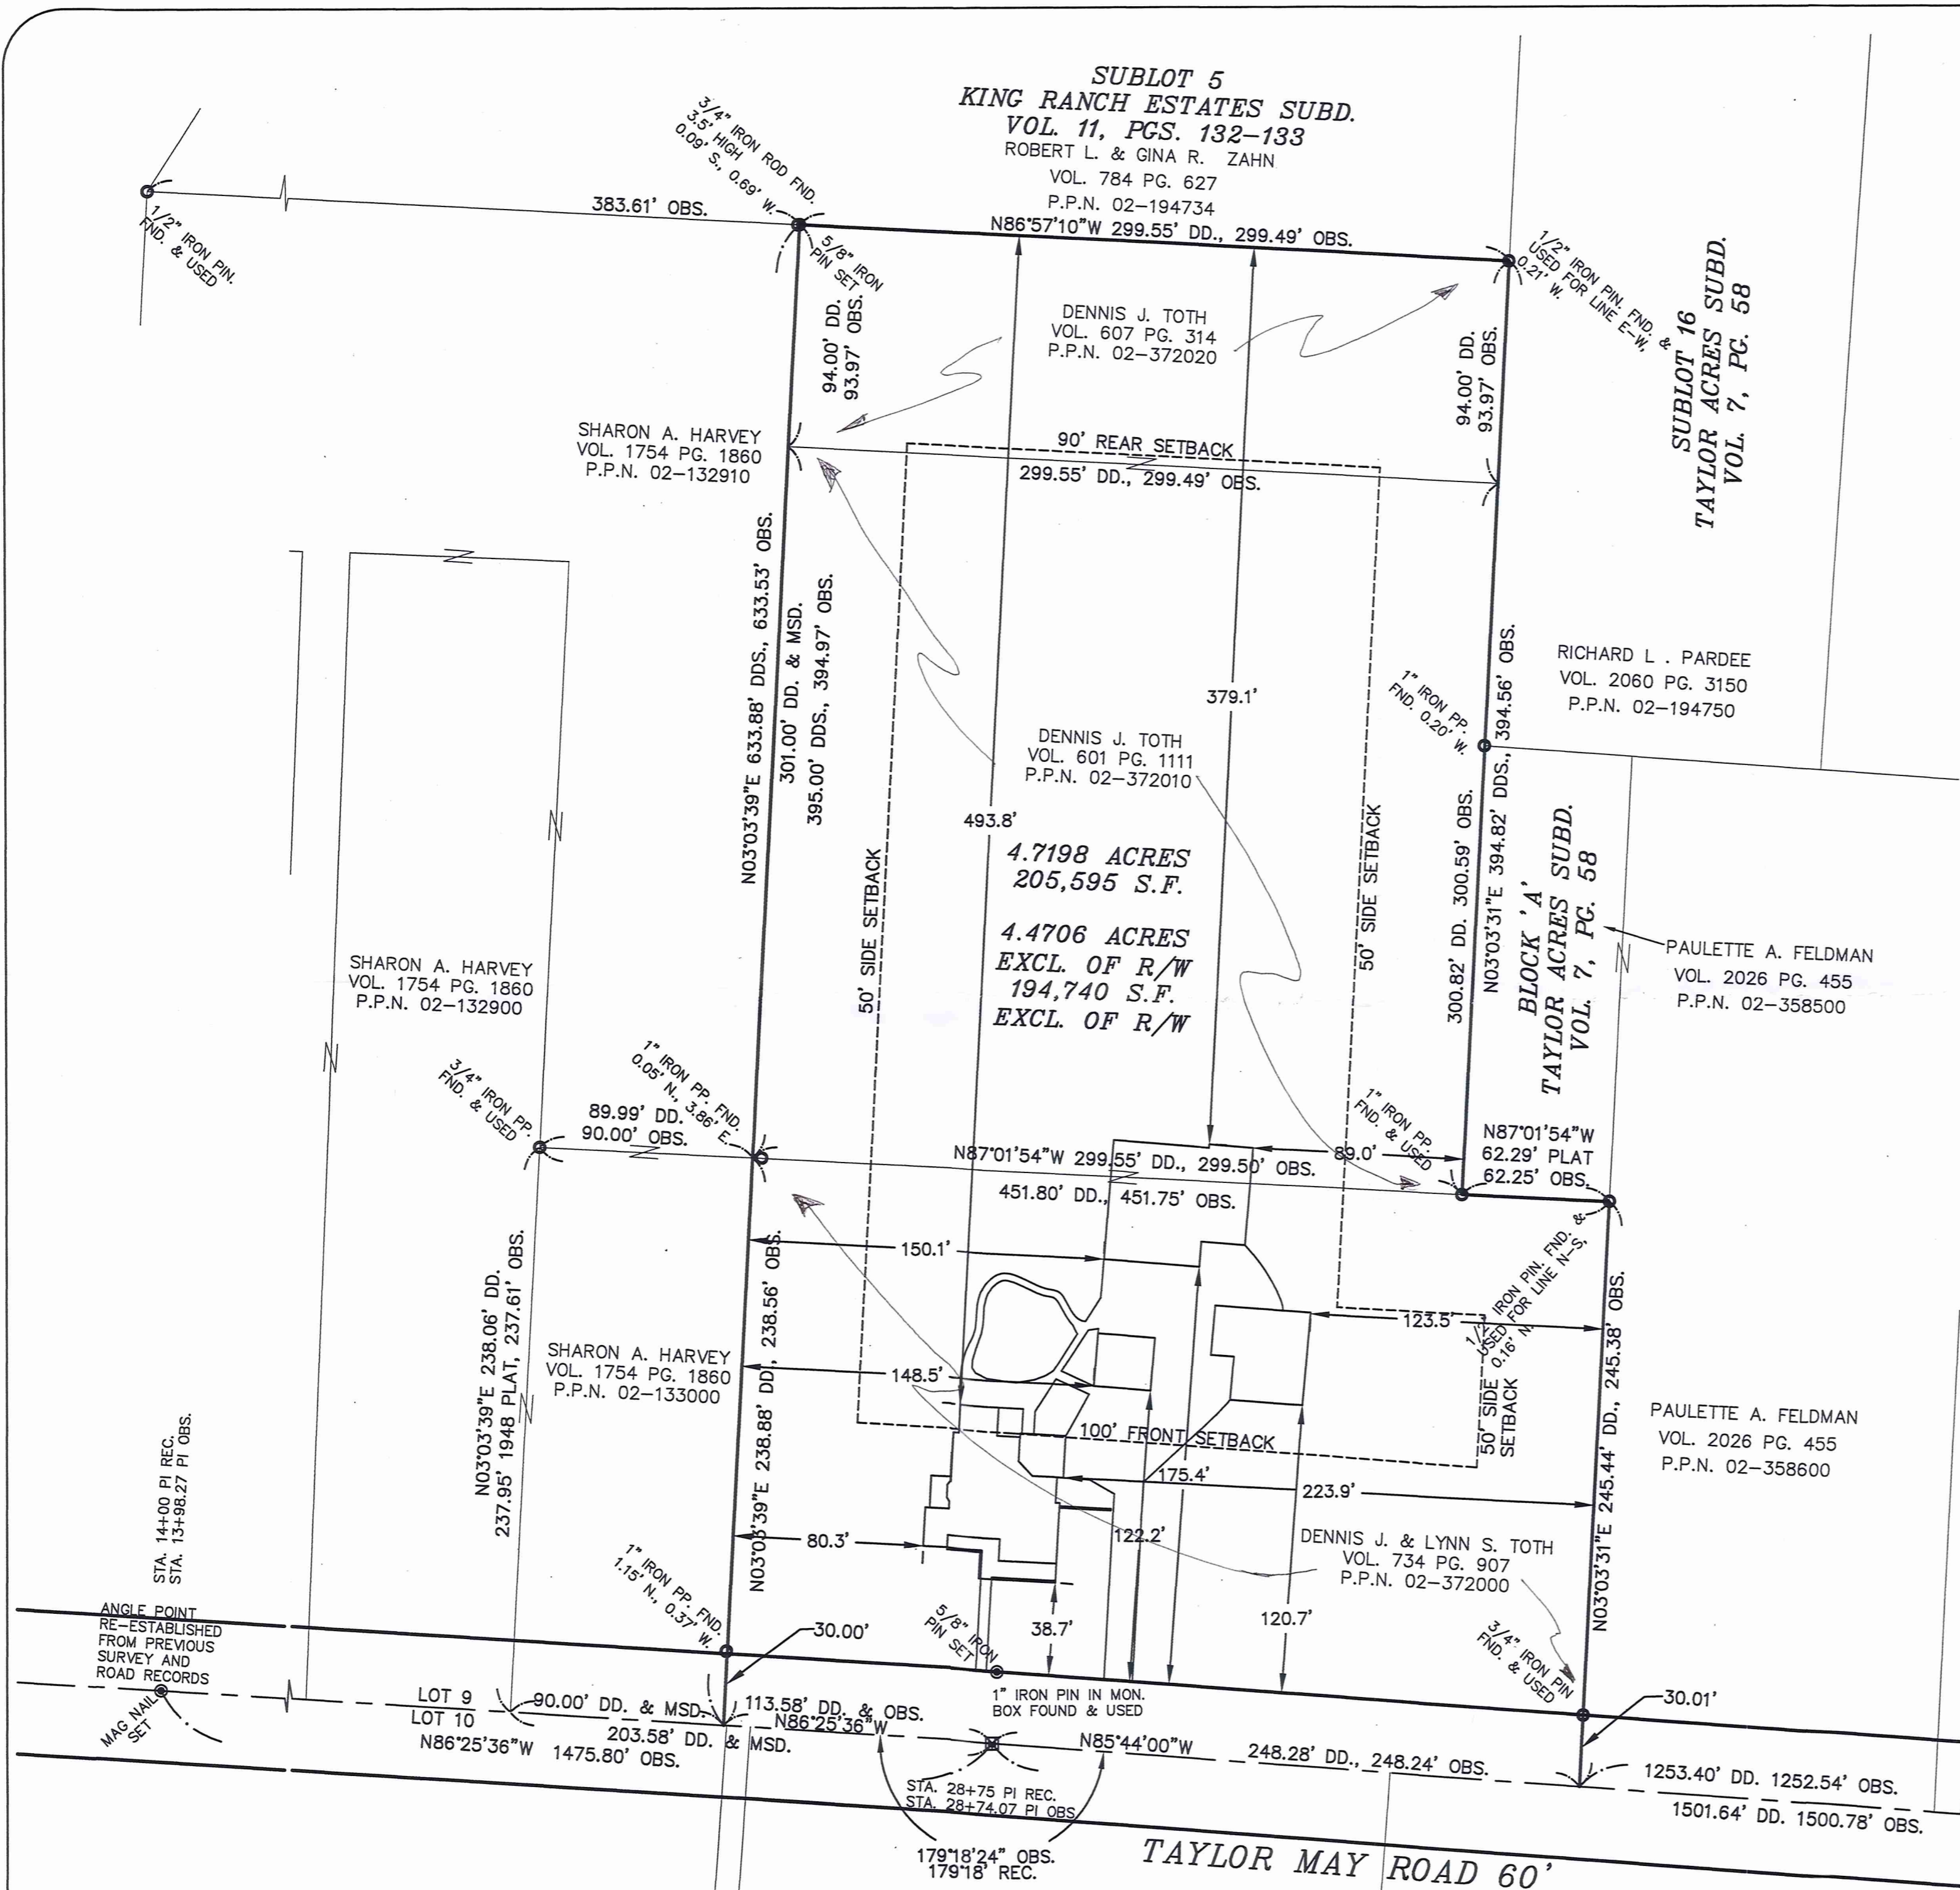 SUBLOT 5
KING RANCH ESTATES SUBD.
VOL. 11, PGS. 132-133
ROBERT L. & GINA R. ZAHN
VOL. 784 PG. 627
P.P.N. 02-194734
N86°57'10"W 299.55' DD., 299.49' OBS.
3/4" IRON ROD FND.
3.5' HIGH
0.09' S., 0.69' W.
383.61' OBS.
1/2" IRON PIN.
FND. & USED
5/8" IRON
PIN SET
1/2" IRON PIN. FND. &
USED FOR LINE E-W,
0.21' W.
SUBLOT 16
TAYLOR ACRES SUBD.
VOL. 7, PG. 58
DENNIS J. TOTH
VOL. 607 PG. 314
P.P.N. 02-372020
94.00' DD.
93.97' OBS.
94.00' DD.
93.97' OBS.
SHARON A. HARVEY
VOL. 1754 PG. 1860
P.P.N. 02-132910
90' REAR SETBACK
299.55' DD., 299.49' OBS.
N03°03'39"E 633.88' DDS., 633.53' OBS.
301.00' DD. & MSD.
395.00' DDS., 394.97' OBS.
379.1'
RICHARD L . PARDEE
VOL. 2060 PG. 3150
P.P.N. 02-194750
1" IRON PP.
FND. 0.20' W.
DENNIS J. TOTH
VOL. 601 PG. 1111
P.P.N. 02-372010
493.8'
4.7198 ACRES
205,595 S.F.
4.4706 ACRES
EXCL. OF R/W
194,740 S.F.
EXCL. OF R/W
50' SIDE SETBACK
50' SIDE SETBACK
300.82' DD. 300.59' OBS.
N03°03'31"E 394.82' DDS., 394.56' OBS.
BLOCK 'A'
TAYLOR ACRES SUBD.
VOL. 7, PG. 58
PAULETTE A. FELDMAN
VOL. 2026 PG. 455
P.P.N. 02-358500
SHARON A. HARVEY
VOL. 1754 PG. 1860
P.P.N. 02-132900
3/4" IRON PP.
FND. & USED
1" IRON PP. FND.
0.05' N., 3.86' E.
89.99' DD.
90.00' OBS.
N87°01'54"W 299.55' DD., 299.50' OBS.
451.80' DD., 451.75' OBS.
89.0'
1" IRON PP.
FND. & USED
N87°01'54"W
62.29' PLAT
62.25' OBS.
1/2" IRON PIN. FND. &
USED FOR LINE N-S,
0.16' N.
150.1'
123.5'
148.5'
N03°03'39"E 238.06' DD.
237.95' 1948 PLAT, 237.61' OBS.
SHARON A. HARVEY
VOL. 1754 PG. 1860
P.P.N. 02-133000
N03°03'39"E 238.88' DD., 238.56' OBS.
100' FRONT SETBACK
50' SIDE
SETBACK
N03°03'31"E 245.44' DD., 245.38' OBS.
PAULETTE A. FELDMAN
VOL. 2026 PG. 455
P.P.N. 02-358600
175.4'
223.9'
80.3'
122.2'
DENNIS J. & LYNN S. TOTH
VOL. 734 PG. 907
P.P.N. 02-372000
STA. 14+00 PI REC.
STA. 13+98.27 PI OBS.
ANGLE POINT
RE-ESTABLISHED
FROM PREVIOUS
SURVEY AND
ROAD RECORDS
MAG NAIL
SET
1" IRON PP. FND.
1.15' N., 0.37' W.
30.00'
5/8" IRON
PIN SET
38.7'
120.7'
3/4" IRON PIN
FND. & USED
30.01'
LOT 9
LOT 10
90.00' DD. & MSD.
113.58' DD. & OBS.
N86°25'36"W
203.58' DD. & MSD.
N86°25'36"W 1475.80' OBS.
1" IRON PIN IN MON.
BOX FOUND & USED
N85°44'00"W
248.28' DD., 248.24' OBS.
1253.40' DD. 1252.54' OBS.
1501.64' DD. 1500.78' OBS.
STA. 28+75 PI REC.
STA. 28+74.07 PI OBS.
179°18'24" OBS.
179°18' REC.
TAYLOR MAY ROAD 60'